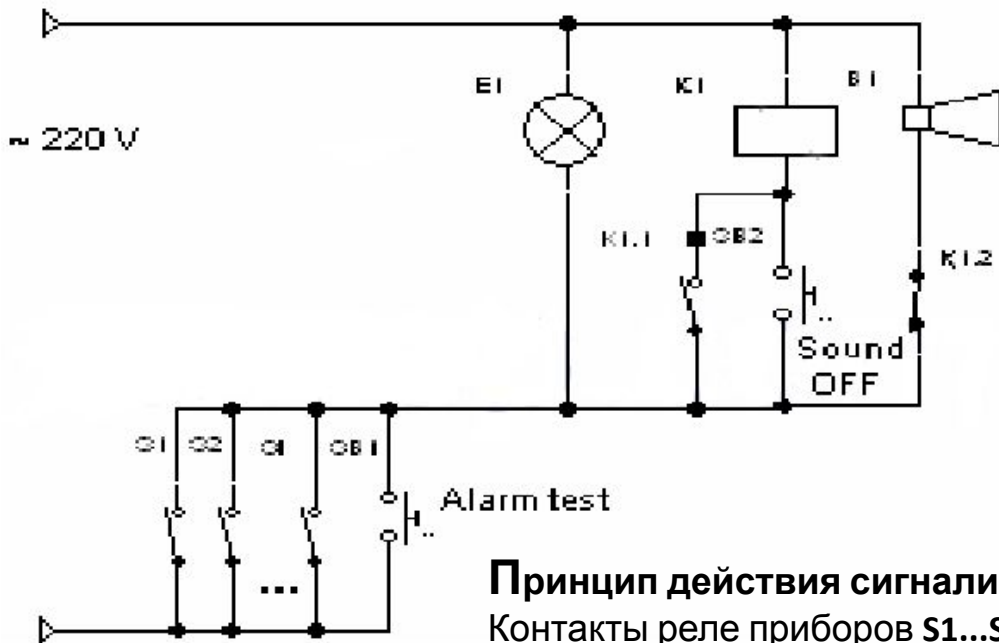 E1
K1
B1
~ 220 V
K1.1
SB2
K1.2
Sound
OFF
S1 S2 SI SB1
Alarm test
...
Принцип действия сигнали
Контакты реле приборов S1...S